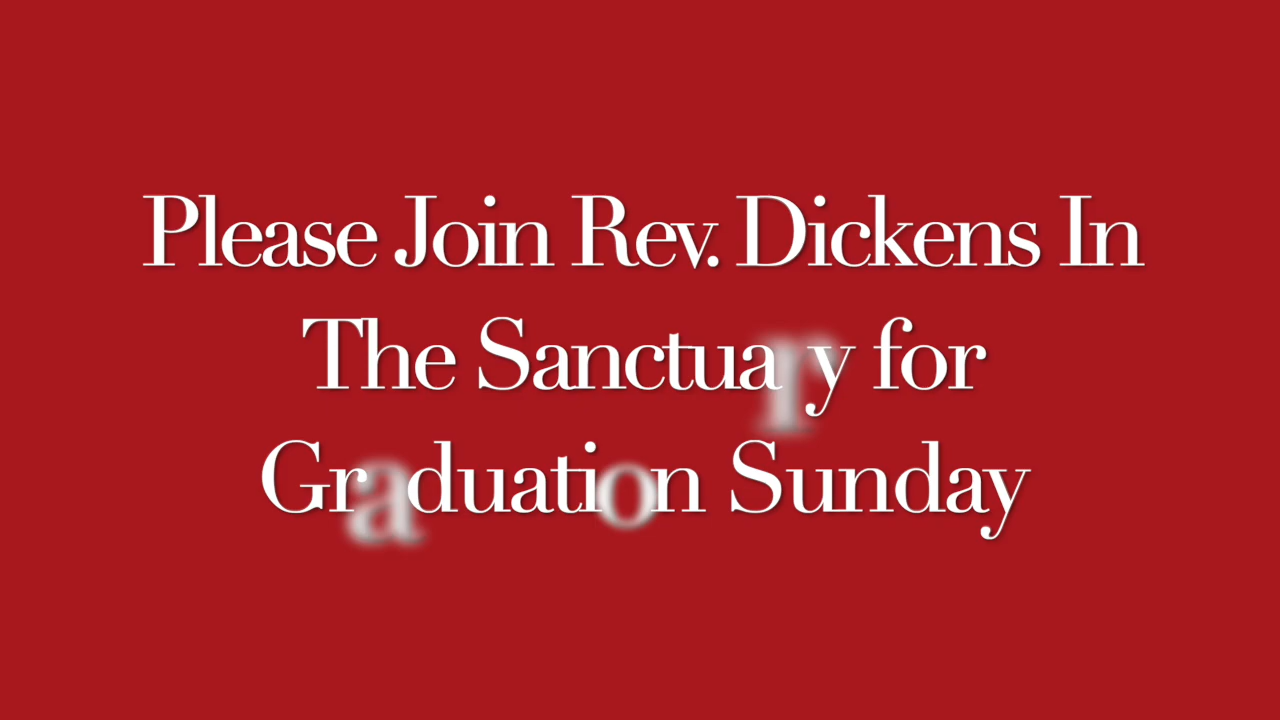 Please Join Rev. Dickens In
The Sanctuary for
Graduation Sunday